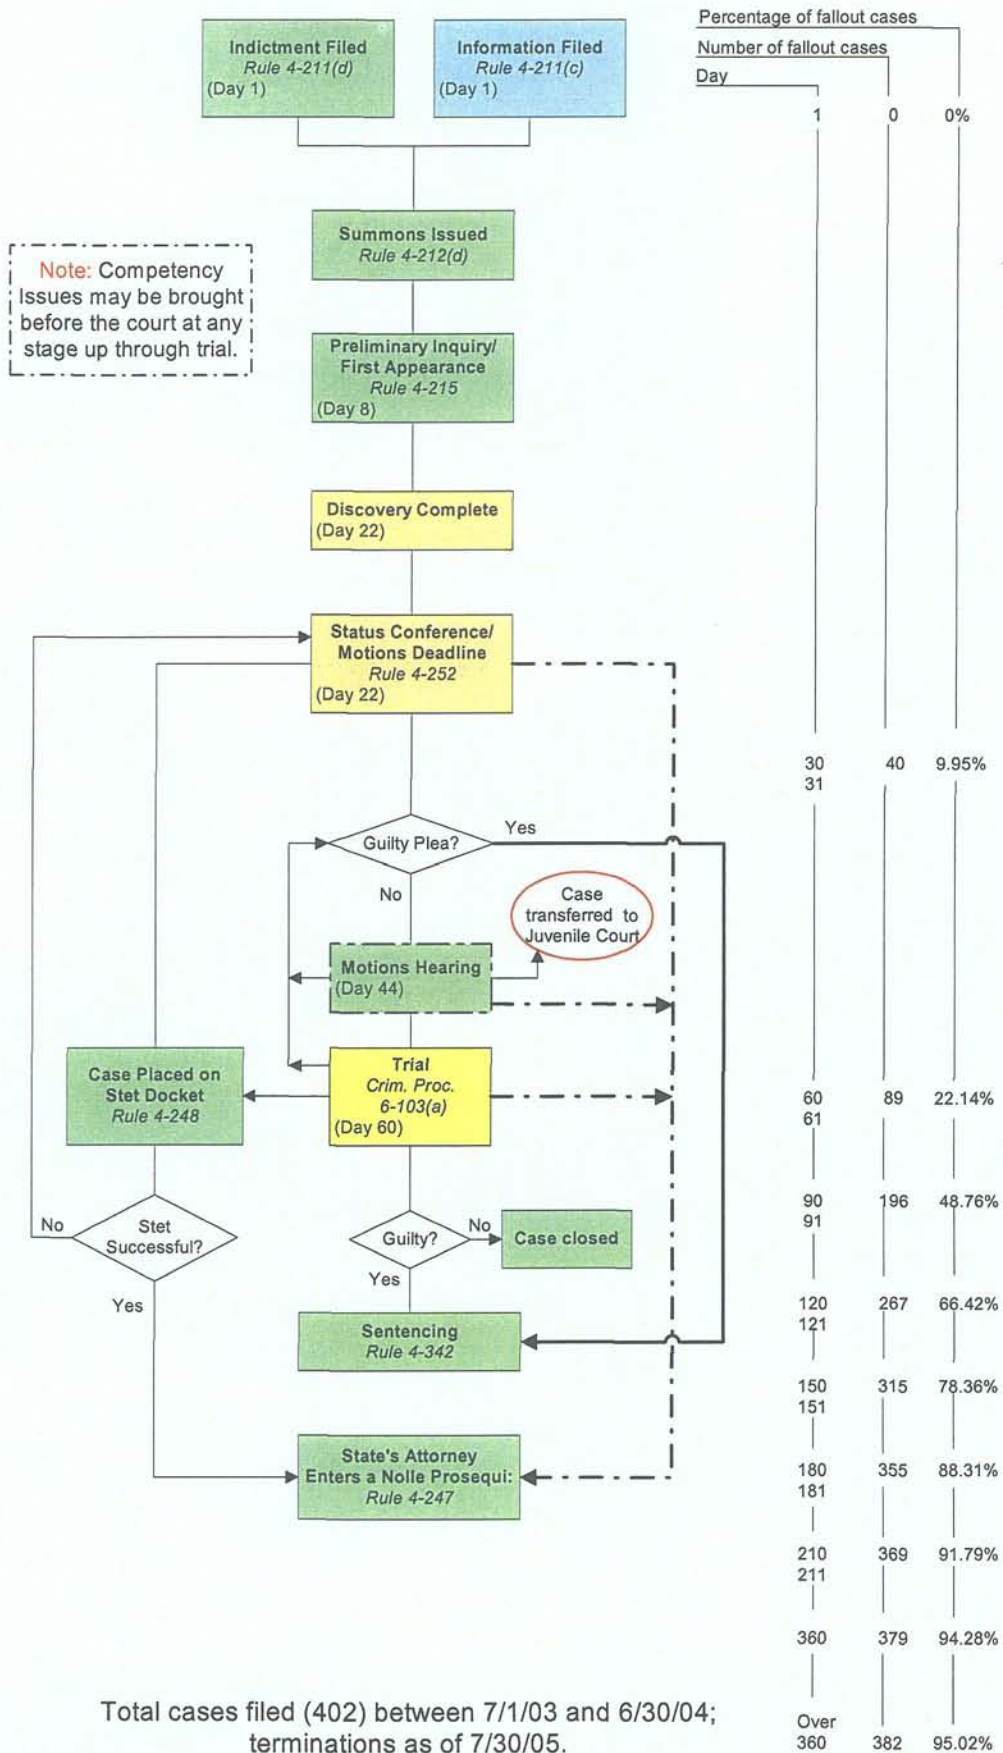 Percentage of fallout cases
Number of fallout cases
Day
1 0 0%
Indictment Filed
Rule 4-211(d)
(Day 1)
Information Filed
Rule 4-211(c)
(Day 1)
Summons Issued
Rule 4-212(d)
Note: Competency
Issues may be brought
before the court at any
stage up through trial.
Preliminary Inquiry/
First Appearance
Rule 4-215
(Day 8)
Discovery Complete
(Day 22)
Status Conference/
Motions Deadline
Rule 4-252
(Day 22)
30 40 9.95%
31
Guilty Plea?
Yes
No
Case
transferred to
Juvenile Court
Motions Hearing
(Day 44)
Case Placed on
Stet Docket
Rule 4-248
Trial
Crim. Proc.
6-103(a)
(Day 60)
60 89 22.14%
61
90 196 48.76%
91
No
Stet
Successful?
Yes
Guilty?
No
Case closed
Yes
120 267 66.42%
121
Sentencing
Rule 4-342
150 315 78.36%
151
State's Attorney
Enters a Nolle Prosequi:
Rule 4-247
180 355 88.31%
181
210 369 91.79%
211
360 379 94.28%
Over
360 382 95.02%
Total cases filed (402) between 7/1/03 and 6/30/04;
terminations as of 7/30/05.